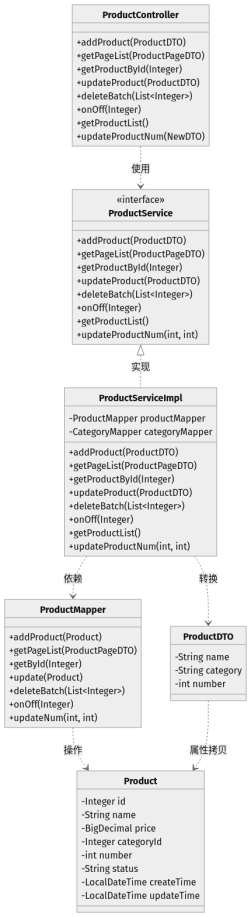 ProductController
+addProduct(ProductDTO)
+getPageList(ProductPageDTO)
+getProductById(Integer)
+updateProduct(ProductDTO)
+deleteBatch(List<Integer>)
+onOff(Integer)
+getProductList()
+updateProductNum(NewDTO)
使用
«interface»
ProductService
+addProduct(ProductDTO)
+getPageList(ProductPageDTO)
+getProductById(Integer)
+updateProduct(ProductDTO)
+deleteBatch(List<Integer>)
+onOff(Integer)
+getProductList()
+updateProductNum(int, int)
实现
ProductServiceImpl
-ProductMapper productMapper
-CategoryMapper categoryMapper
+addProduct(ProductDTO)
+getPageList(ProductPageDTO)
+getProductById(Integer)
+updateProduct(ProductDTO)
+deleteBatch(List<Integer>)
+onOff(Integer)
+getProductList()
+updateProductNum(int, int)
依赖
转换
ProductMapper
+addProduct(Product)
+getPageList(ProductPageDTO)
+getById(Integer)
+update(Product)
+deleteBatch(List<Integer>)
+onOff(Integer)
+updateNum(int, int)
ProductDTO
-String name
-String category
-int number
操作
属性拷贝
Product
-Integer id
-String name
-BigDecimal price
-Integer categoryId
-int number
-String status
-LocalDateTime createTime
-LocalDateTime updateTime